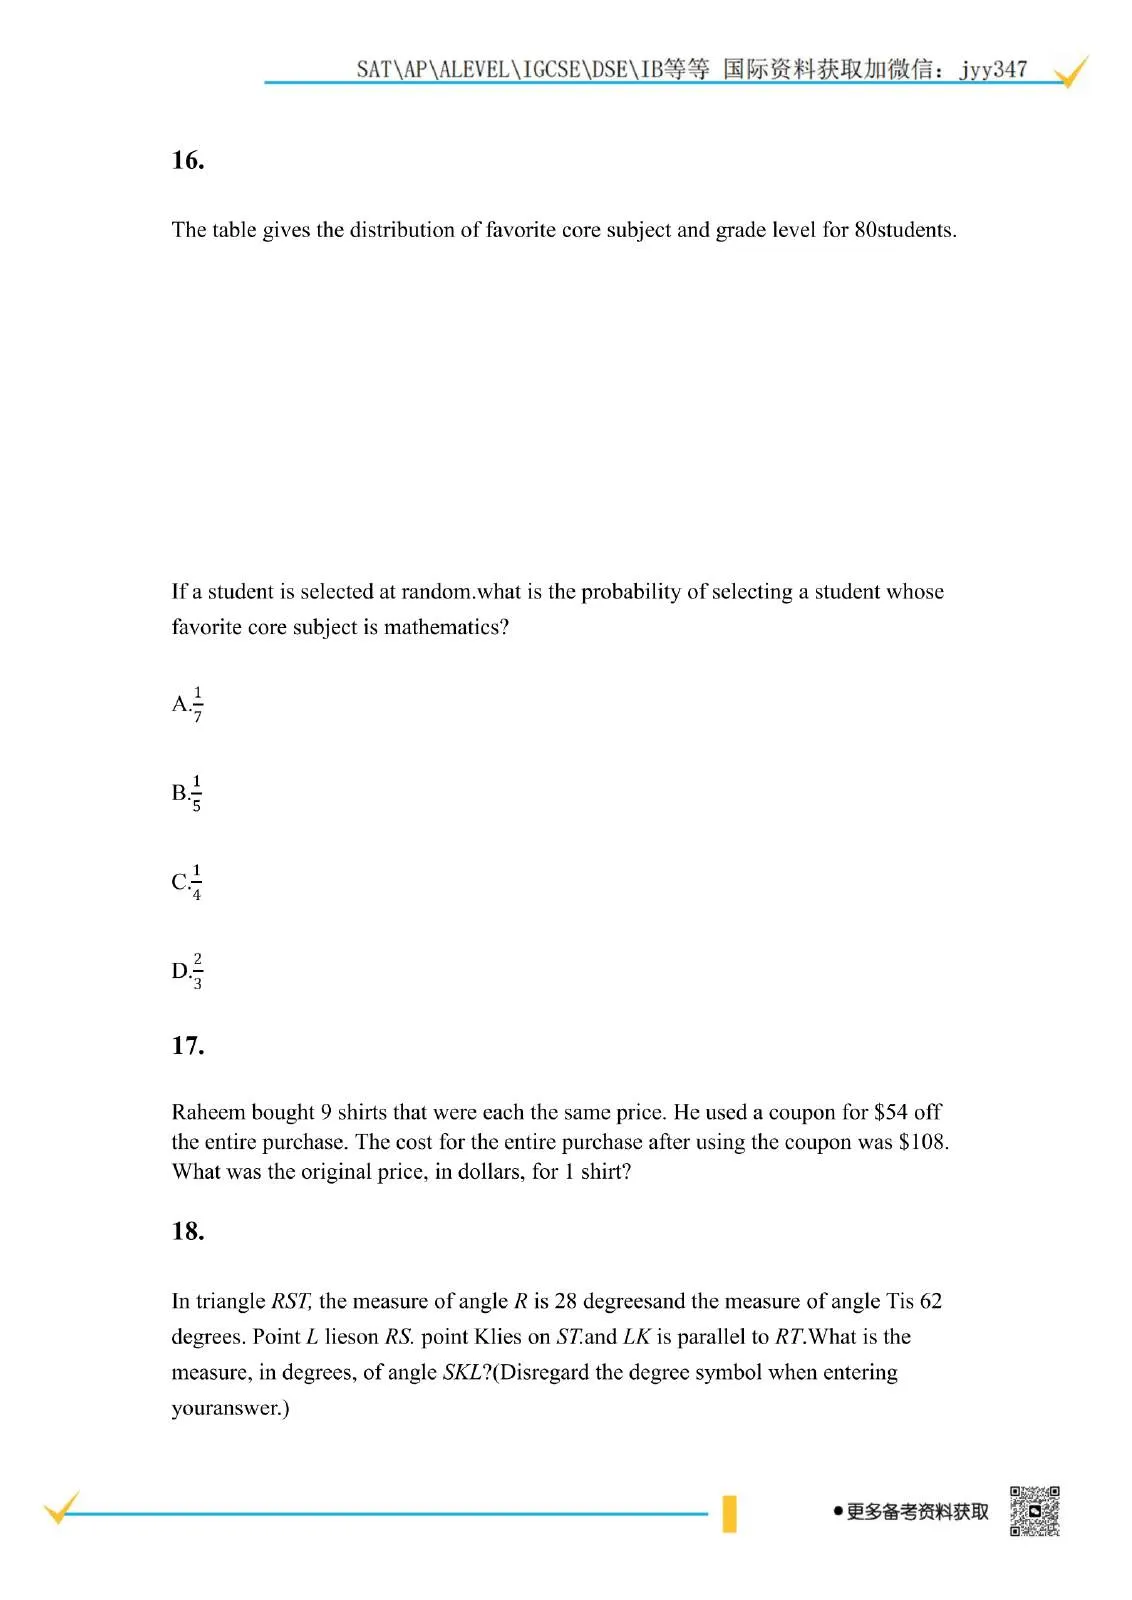 SAT\AP\ALEVEL\IGCSE\DSE\IB等等 国际资料获取加微信：jyy347
16.
The table gives the distribution of favorite core subject and grade level for 80students.
If a student is selected at random.what is the probability of selecting a student whose
favorite core subject is mathematics?
A.1/7
B.1/5
C.1/4
D.2/3
17.
Raheem bought 9 shirts that were each the same price. He used a coupon for $54 off
the entire purchase. The cost for the entire purchase after using the coupon was $108.
What was the original price, in dollars, for 1 shirt?
18.
In triangle RST, the measure of angle R is 28 degreesand the measure of angle Tis 62
degrees. Point L lieson RS. point Klies on ST.and LK is parallel to RT.What is the
measure, in degrees, of angle SKL?(Disregard the degree symbol when entering
youranswer.)
●更多备考资料获取